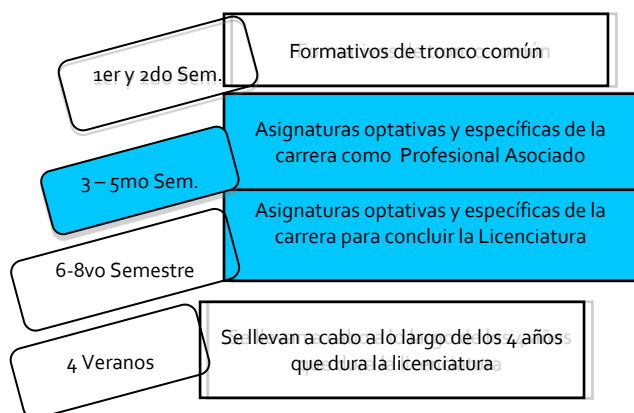 1er y 2do Sem.
Formativos de tronco común
3 – 5mo Sem.
Asignaturas optativas y específicas de la
carrera como Profesional Asociado
6-8vo Semestre
Asignaturas optativas y específicas de la
carrera para concluir la Licenciatura
4 Veranos
Se llevan a cabo a lo largo de los 4 años
que dura la licenciatura